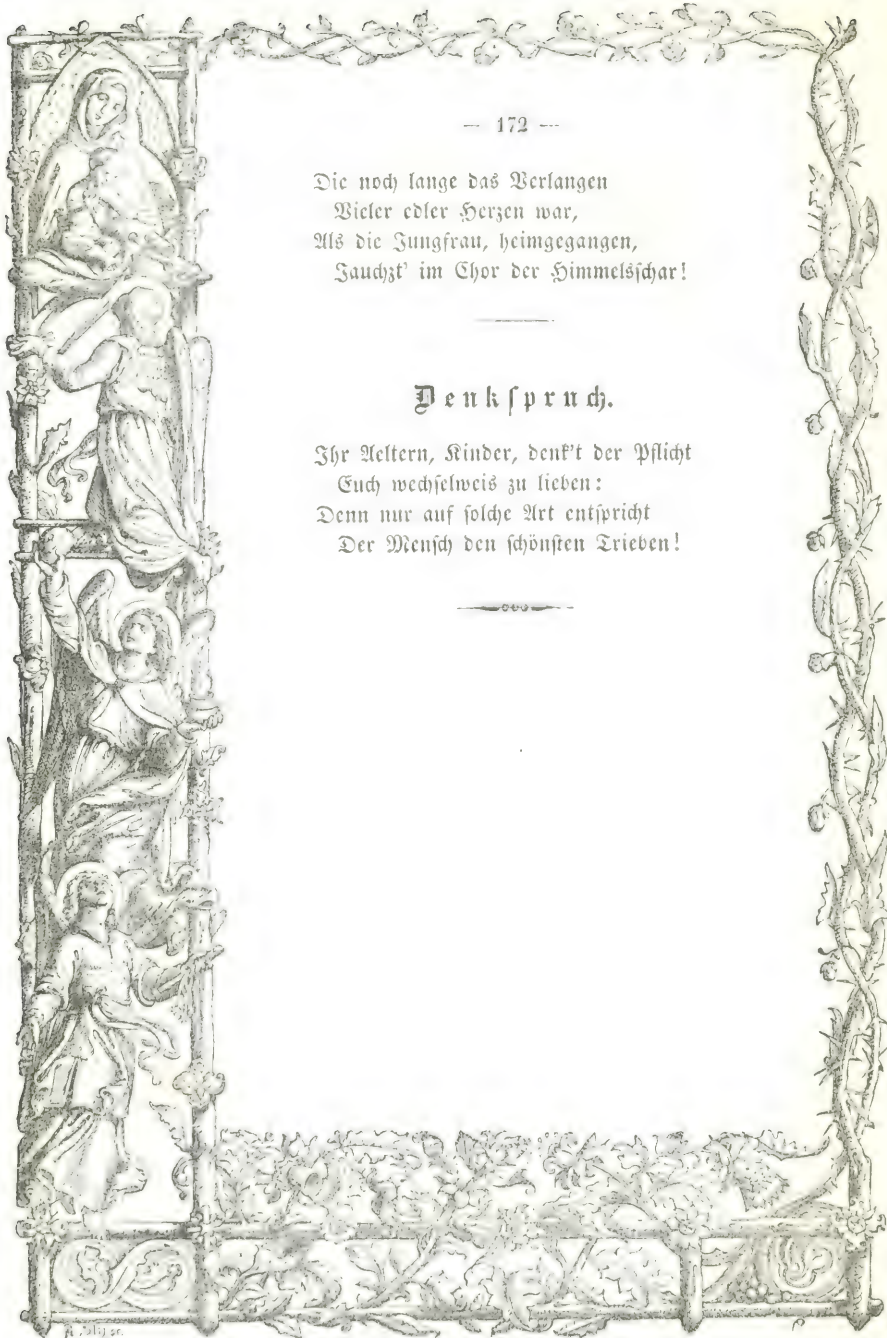 — 172 —
Die noch lange das Verlangen
Vieler edler Herzen war,
Als die Jungfrau, heimgegangen,
Jauchzt' im Chor der Himmelsschar!
Denkspruch.
Ihr Aeltern, Kinder, denk't der Pflicht
Euch wechselweis zu lieben:
Denn nur auf solche Art entspricht
Der Mensch den schönsten Trieben!